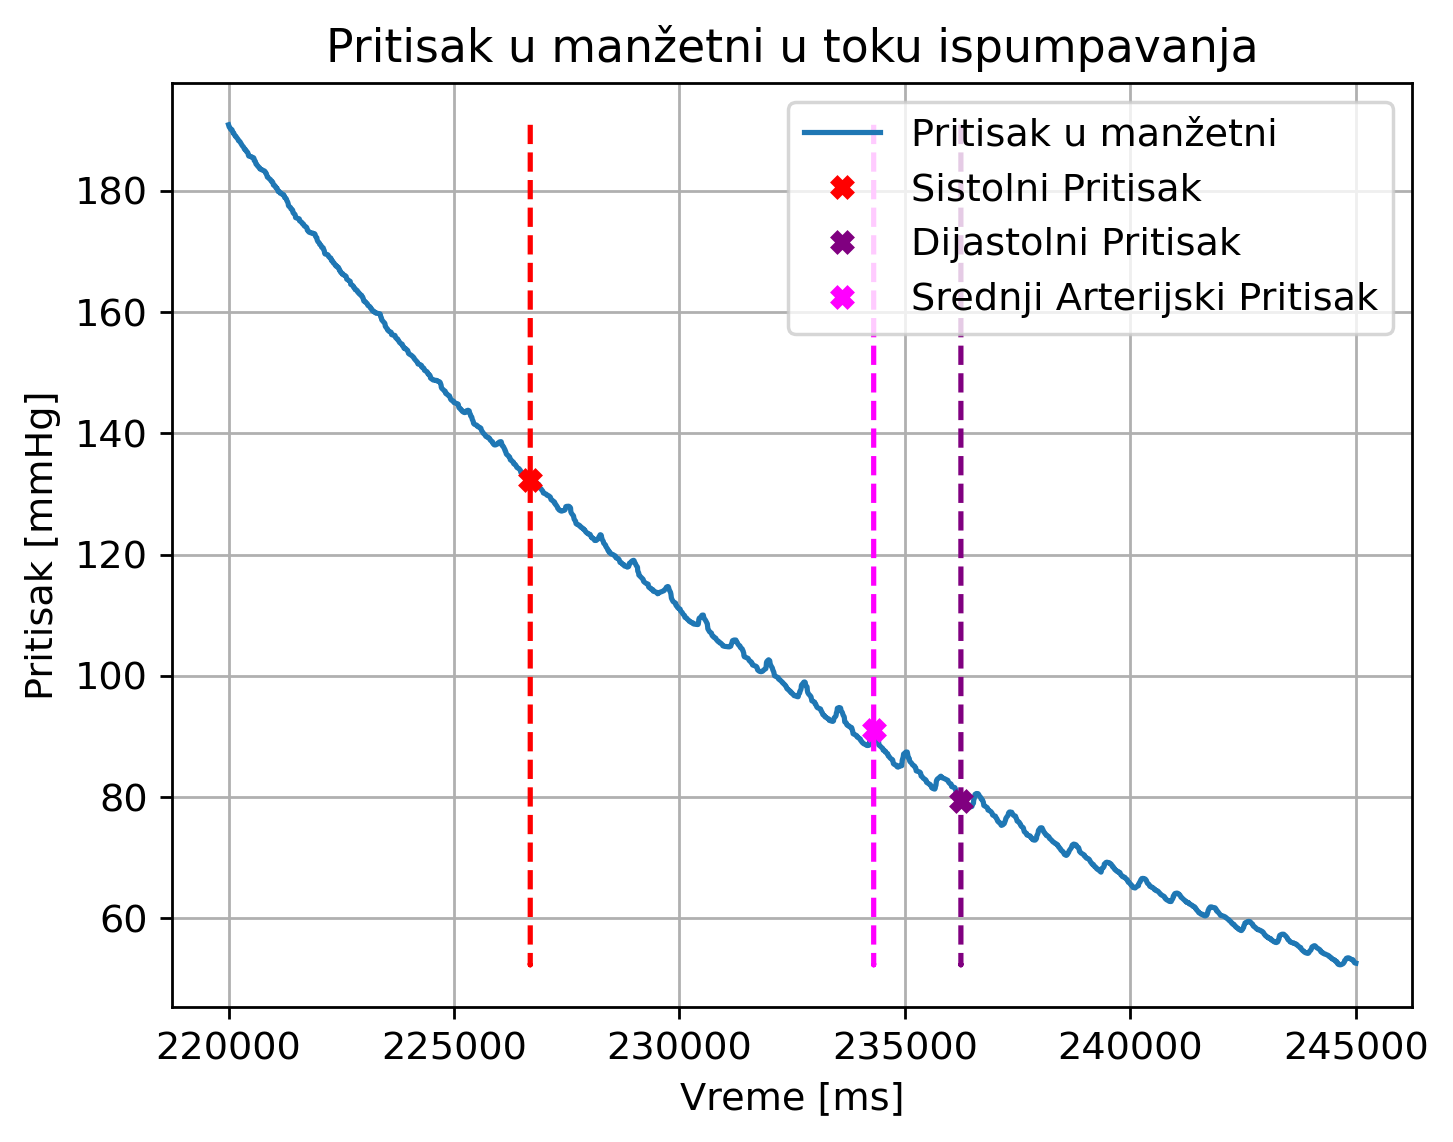 Pritisak u manžetni u toku ispumpavanja
Pritisak u manžetni
Sistolni Pritisak
Dijastolni Pritisak
Srednji Arterijski Pritisak
Pritisak [mmHg]
180
160
140
120
100
80
60
220000 225000 230000 235000 240000 245000
Vreme [ms]